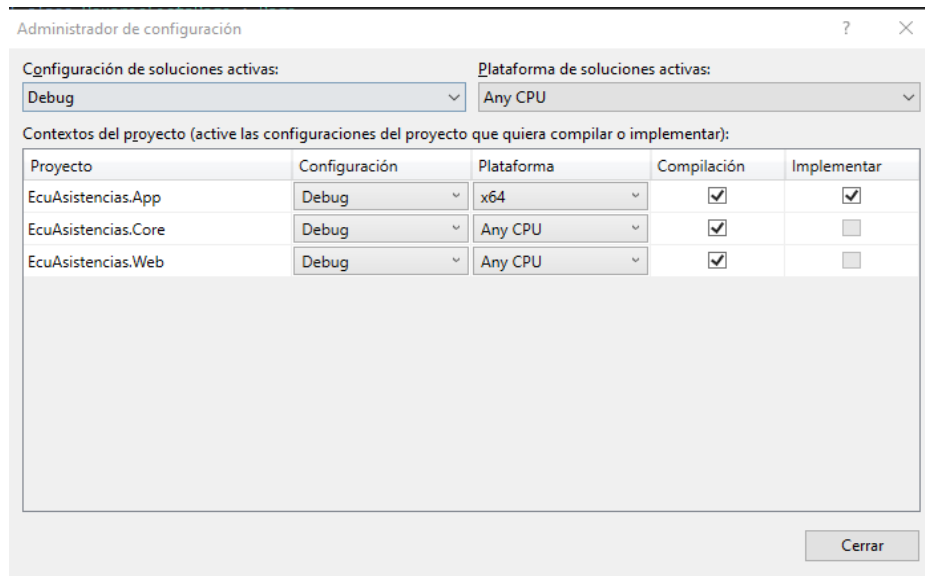 Administrador de configuración
Configuración de soluciones activas: Plataforma de soluciones activas:
Debug Any CPU
Contextos del proyecto (active las configuraciones del proyecto que quiera compilar o implementar):
Proyecto Configuración Plataforma Compilación Implementar
EcuAsistencias.App Debug x64
EcuAsistencias.Core Debug Any CPU
EcuAsistencias.Web Debug Any CPU
Cerrar